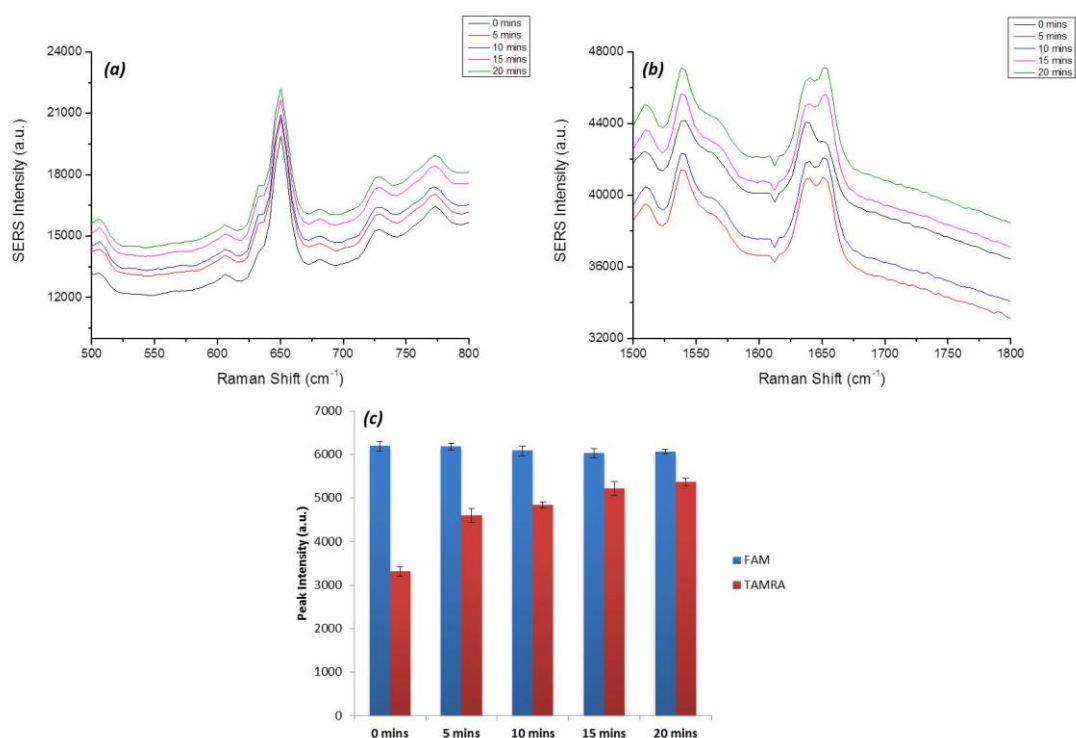 (a)
0 mins
5 mins
10 mins
15 mins
20 mins
24000
21000
18000
15000
12000
SERS Intensity (a.u.)
500 550 600 650 700 750 800
Raman Shift (cm⁻¹)
(b)
0 mins
5 mins
10 mins
15 mins
20 mins
48000
44000
40000
36000
32000
SERS Intensity (a.u.)
1500 1550 1600 1650 1700 1750 1800
Raman Shift (cm⁻¹)
(c)
7000
6000
5000
4000
3000
2000
1000
0
Peak Intensity (a.u.)
0 mins 5 mins 10 mins 15 mins 20 mins
FAM
TAMRA